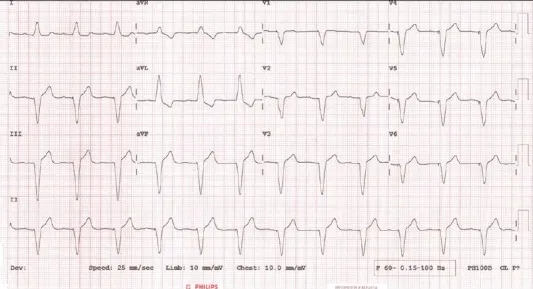 I aVR V1 V4
II aVL V2 V5
III aVF V3 V6
II
Dev: Speed: 25 mm/sec Limb: 10 mm/mV Chest: 10.0 mm/mV F 60~ 0.15-100 Hz PH100B CL P?
PHILIPS